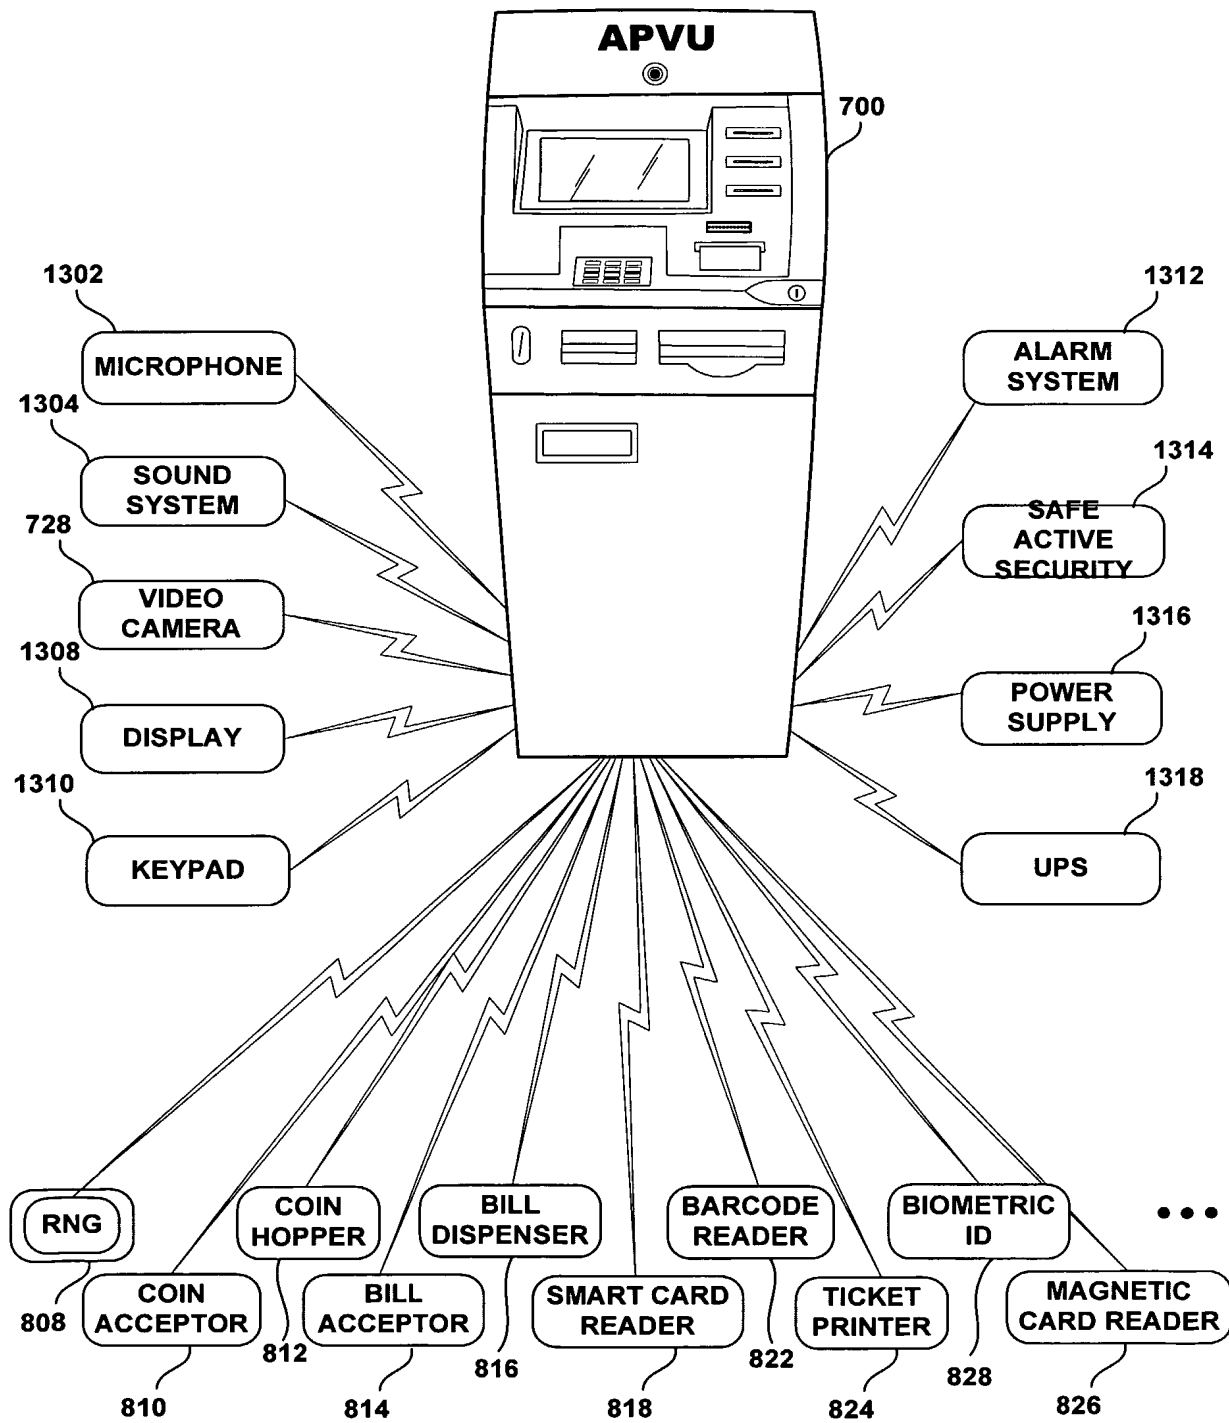 APVU
700
1302
MICROPHONE
1304
SOUND
SYSTEM
728
VIDEO
CAMERA
1308
DISPLAY
1310
KEYPAD
1312
ALARM
SYSTEM
1314
SAFE
ACTIVE
SECURITY
1316
POWER
SUPPLY
1318
UPS
RNG
808
COIN
ACCEPTOR
810
COIN
HOPPER
812
BILL
ACCEPTOR
814
BILL
DISPENSER
816
SMART CARD
READER
818
BARCODE
READER
822
TICKET
PRINTER
824
BIOMETRIC
ID
828
MAGNETIC
CARD READER
826
•••